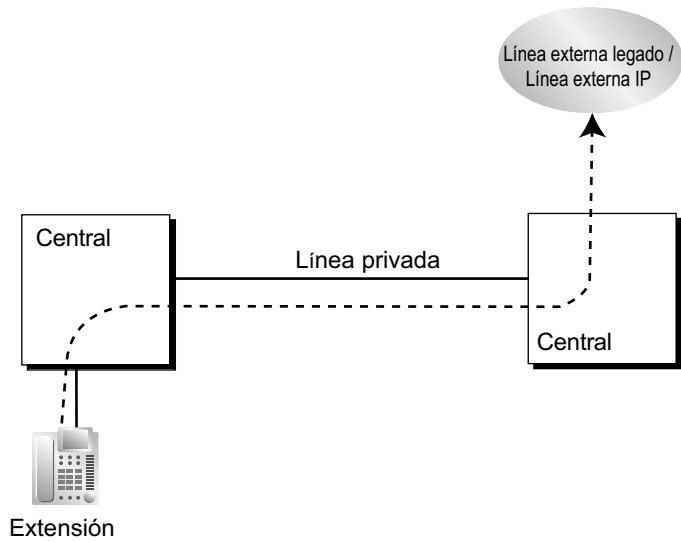 Línea externa legado /
Línea externa IP
Central
Línea privada
Central
Extensión